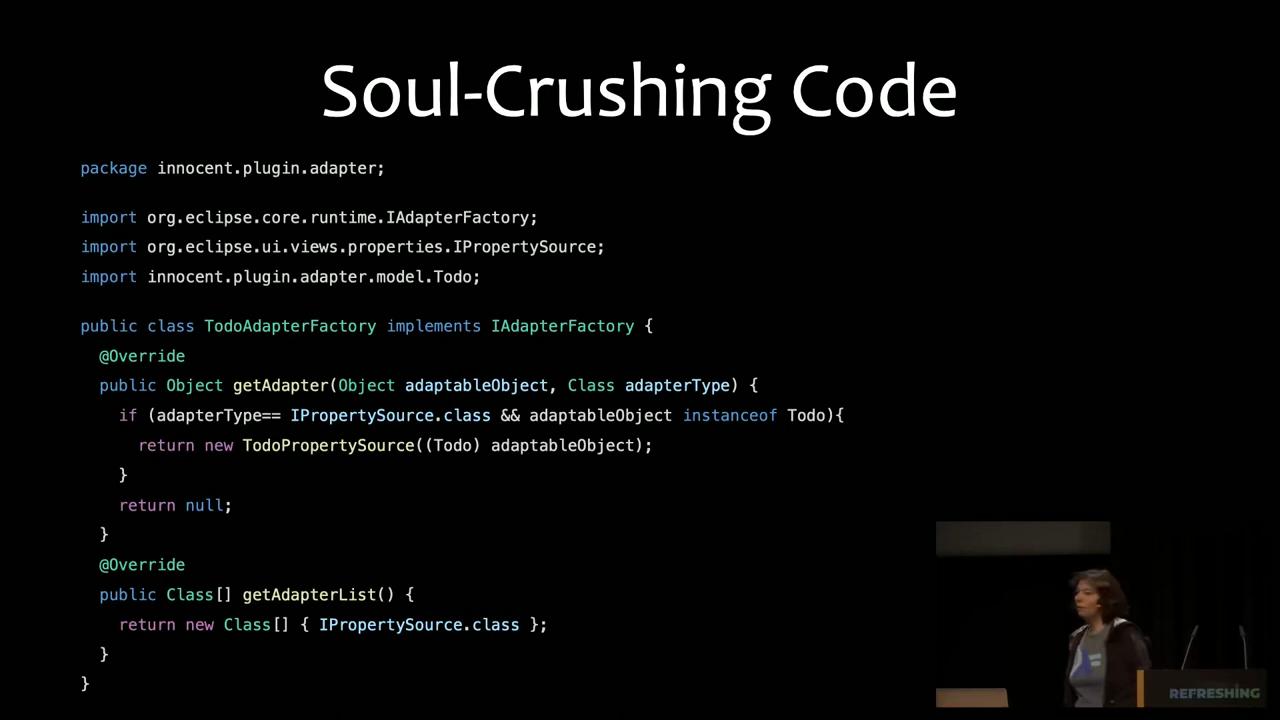 Soul-Crushing Code
package innocent.plugin.adapter;
import org.eclipse.core.runtime.IAdapterFactory;
import org.eclipse.ui.views.properties.IPropertySource;
import innocent.plugin.adapter.model.Todo;
public class TodoAdapterFactory implements IAdapterFactory {
@Override
public Object getAdapter(Object adaptableObject, Class adapterType) {
if (adapterType== IPropertySource.class && adaptableObject instanceof Todo){
return new TodoPropertySource((Todo) adaptableObject);
}
return null;
}
@Override
public Class[] getAdapterList() {
return new Class[] { IPropertySource.class };
}
}
REFRESHING